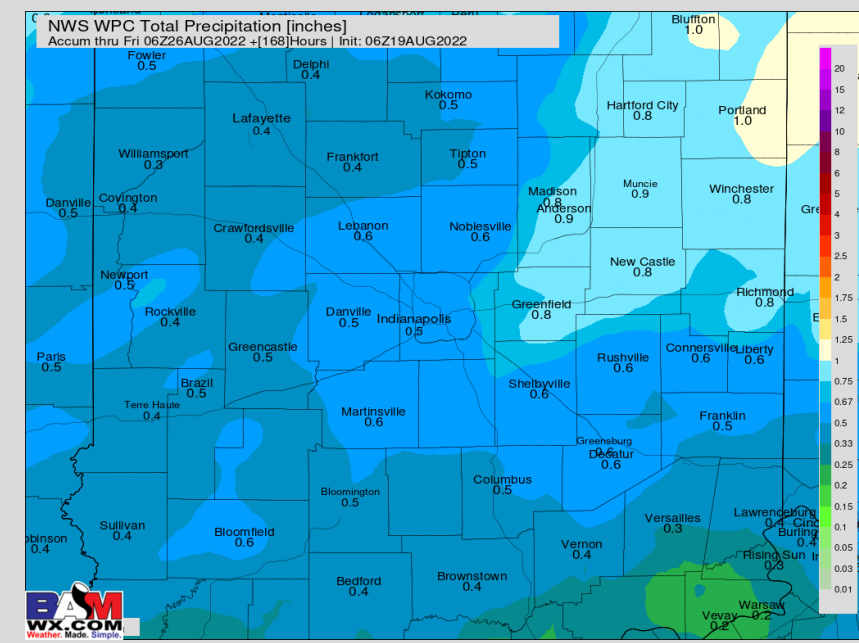 NWS WPC Total Precipitation [inches]
Accum thru Fri 06Z26AUG2022 +[168]Hours | Init: 06Z19AUG2022
Bluffton
1.0
Fowler
0.5
Delphi
0.4
Kokomo
0.5
Hartford City
0.8
Portland
1.0
Lafayette
0.4
Williamsport
0.3
Frankfort
0.4
Tipton
0.5
Muncie
0.9
Winchester
0.8
Madison
0.8
Anderson
0.9
Danville
0.5
Covington
0.4
Crawfordsville
0.4
Lebanon
0.6
Noblesville
0.6
New Castle
0.8
Newport
0.5
Richmond
0.8
Rockville
0.4
Danville
0.5
Indianapolis
0.5
Greenfield
0.8
Greencastle
0.5
Paris
0.5
Rushville
0.6
Connersville
0.6
Liberty
0.6
Brazil
0.5
Shelbyville
0.6
Terre Haute
0.4
Martinsville
0.6
Franklin
0.5
Greensburg
0.6
Decatur
0.6
Columbus
0.5
Bloomington
0.5
Sullivan
0.4
Bloomfield
0.6
Versailles
0.3
Lawrenceburg
0.4
Cinc
Burling
0.4
obinson
0.4
Vernon
0.4
Rising Sun
0.3
Bedford
0.4
Brownstown
0.4
Warsaw
0.2
Vevay
0.2
20
15
12
10
8
6
5
4
3
2.5
2
1.75
1.5
1.25
1
0.75
0.67
0.5
0.33
0.25
0.2
0.15
0.1
0.05
0.03
0.01
BAM
WX.COM
Weather. Made. Simple.